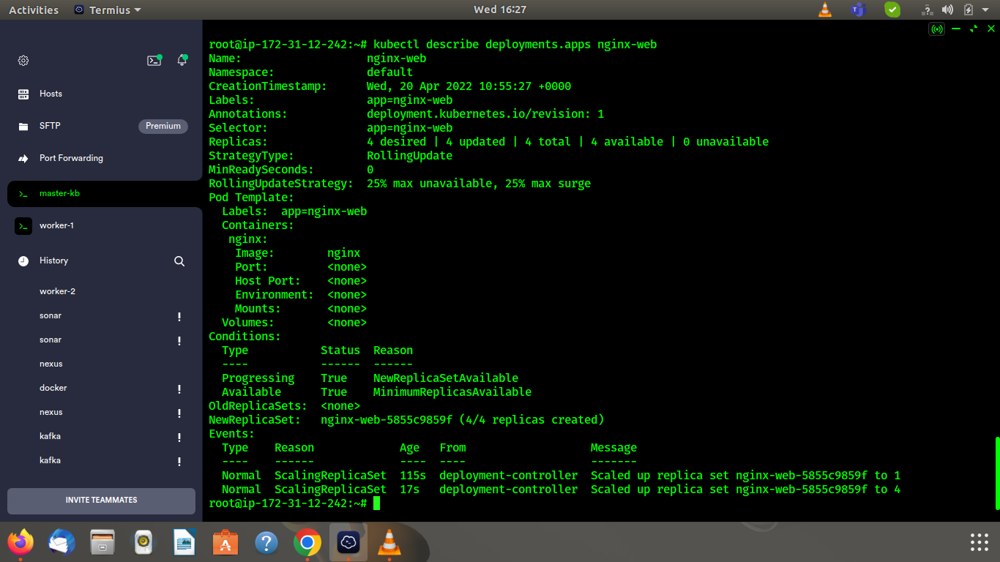 Activities Termius Wed 16:27
Hosts
SFTP Premium
Port Forwarding
master-kb
worker-1
History
worker-2
sonar !
sonar !
nexus
docker !
nexus !
kafka !
kafka !
INVITE TEAMMATES
root@ip-172-31-12-242:~# kubectl describe deployments.apps nginx-web
Name: nginx-web
Namespace: default
CreationTimestamp: Wed, 20 Apr 2022 10:55:27 +0000
Labels: app=nginx-web
Annotations: deployment.kubernetes.io/revision: 1
Selector: app=nginx-web
Replicas: 4 desired | 4 updated | 4 total | 4 available | 0 unavailable
StrategyType: RollingUpdate
MinReadySeconds: 0
RollingUpdateStrategy: 25% max unavailable, 25% max surge
Pod Template:
  Labels: app=nginx-web
  Containers:
   nginx:
    Image: nginx
    Port: <none>
    Host Port: <none>
    Environment: <none>
    Mounts: <none>
  Volumes: <none>
Conditions:
  Type Status Reason
  ---- ------ ------
  Progressing True NewReplicaSetAvailable
  Available True MinimumReplicasAvailable
OldReplicaSets: <none>
NewReplicaSet: nginx-web-5855c9859f (4/4 replicas created)
Events:
  Type Reason Age From Message
  ---- ------ ---- ---- -------
  Normal ScalingReplicaSet 115s deployment-controller Scaled up replica set nginx-web-5855c9859f to 1
  Normal ScalingReplicaSet 17s deployment-controller Scaled up replica set nginx-web-5855c9859f to 4
root@ip-172-31-12-242:~#